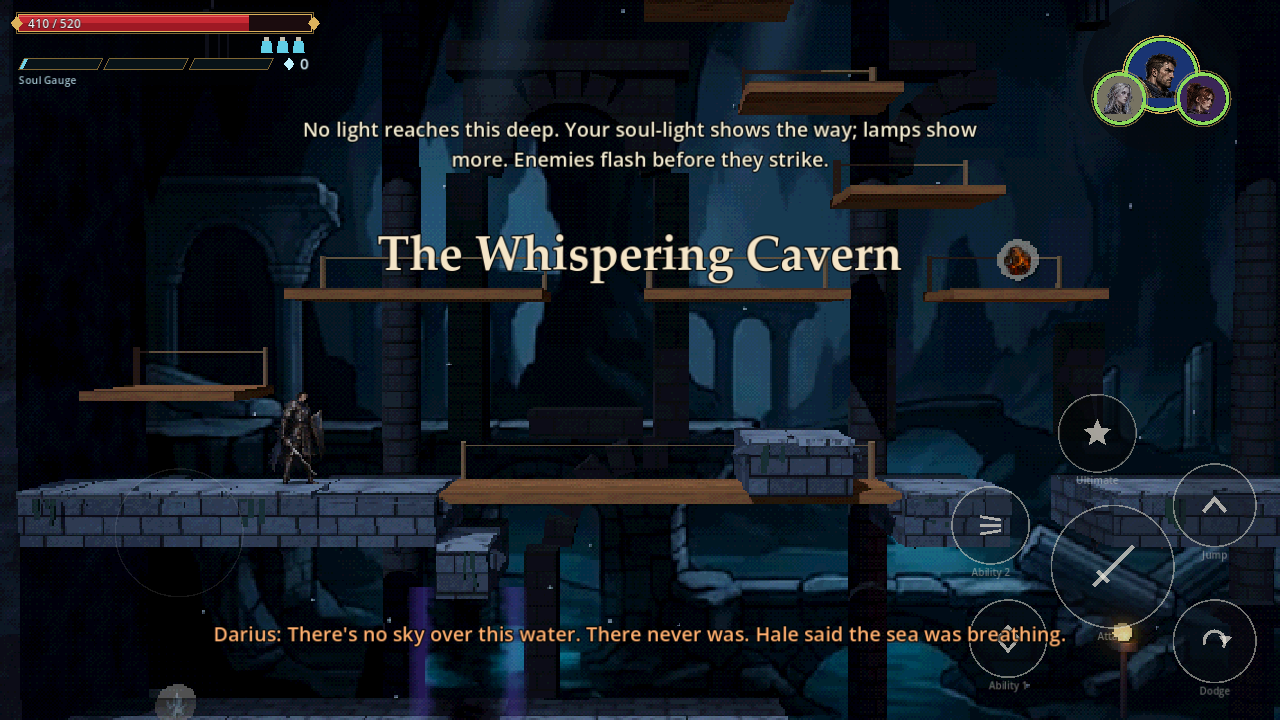 410 / 520
0
Soul Gauge
No light reaches this deep. Your soul-light shows the way; lamps show
more. Enemies flash before they strike.
The Whispering Cavern
Ultimate
Jump
Ability 2
Darius: There's no sky over this water. There never was. Hale said the sea was breathing.
Ability 1
Dodge